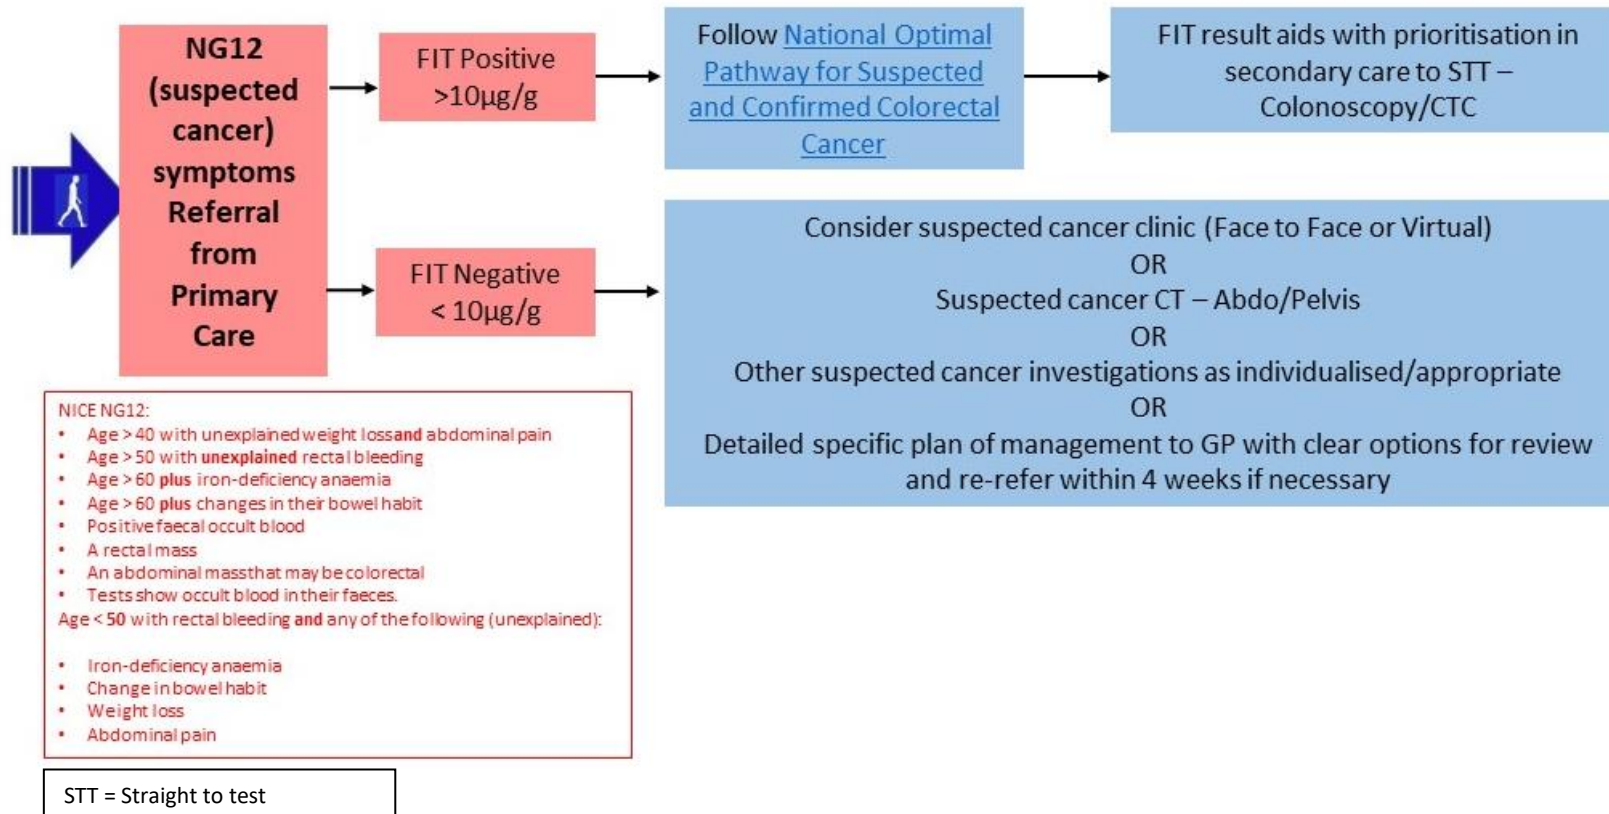 NG12
(suspected
cancer)
symptoms
Referral
from
Primary
Care
FIT Positive
>10µg/g
Follow National Optimal
Pathway for Suspected
and Confirmed Colorectal
Cancer
FIT result aids with prioritisation in
secondary care to STT –
Colonoscopy/CTC
FIT Negative
< 10µg/g
Consider suspected cancer clinic (Face to Face or Virtual)
OR
Suspected cancer CT – Abdo/Pelvis
OR
Other suspected cancer investigations as individualised/appropriate
OR
Detailed specific plan of management to GP with clear options for review
and re-refer within 4 weeks if necessary
NICE NG12:
• Age > 40 with unexplained weight loss and abdominal pain
• Age > 50 with unexplained rectal bleeding
• Age > 60 plus iron-deficiency anaemia
• Age > 60 plus changes in their bowel habit
• Positive faecal occult blood
• A rectal mass
• An abdominal mass that may be colorectal
• Tests show occult blood in their faeces.
Age < 50 with rectal bleeding and any of the following (unexplained):
• Iron-deficiency anaemia
• Change in bowel habit
• Weight loss
• Abdominal pain
STT = Straight to test